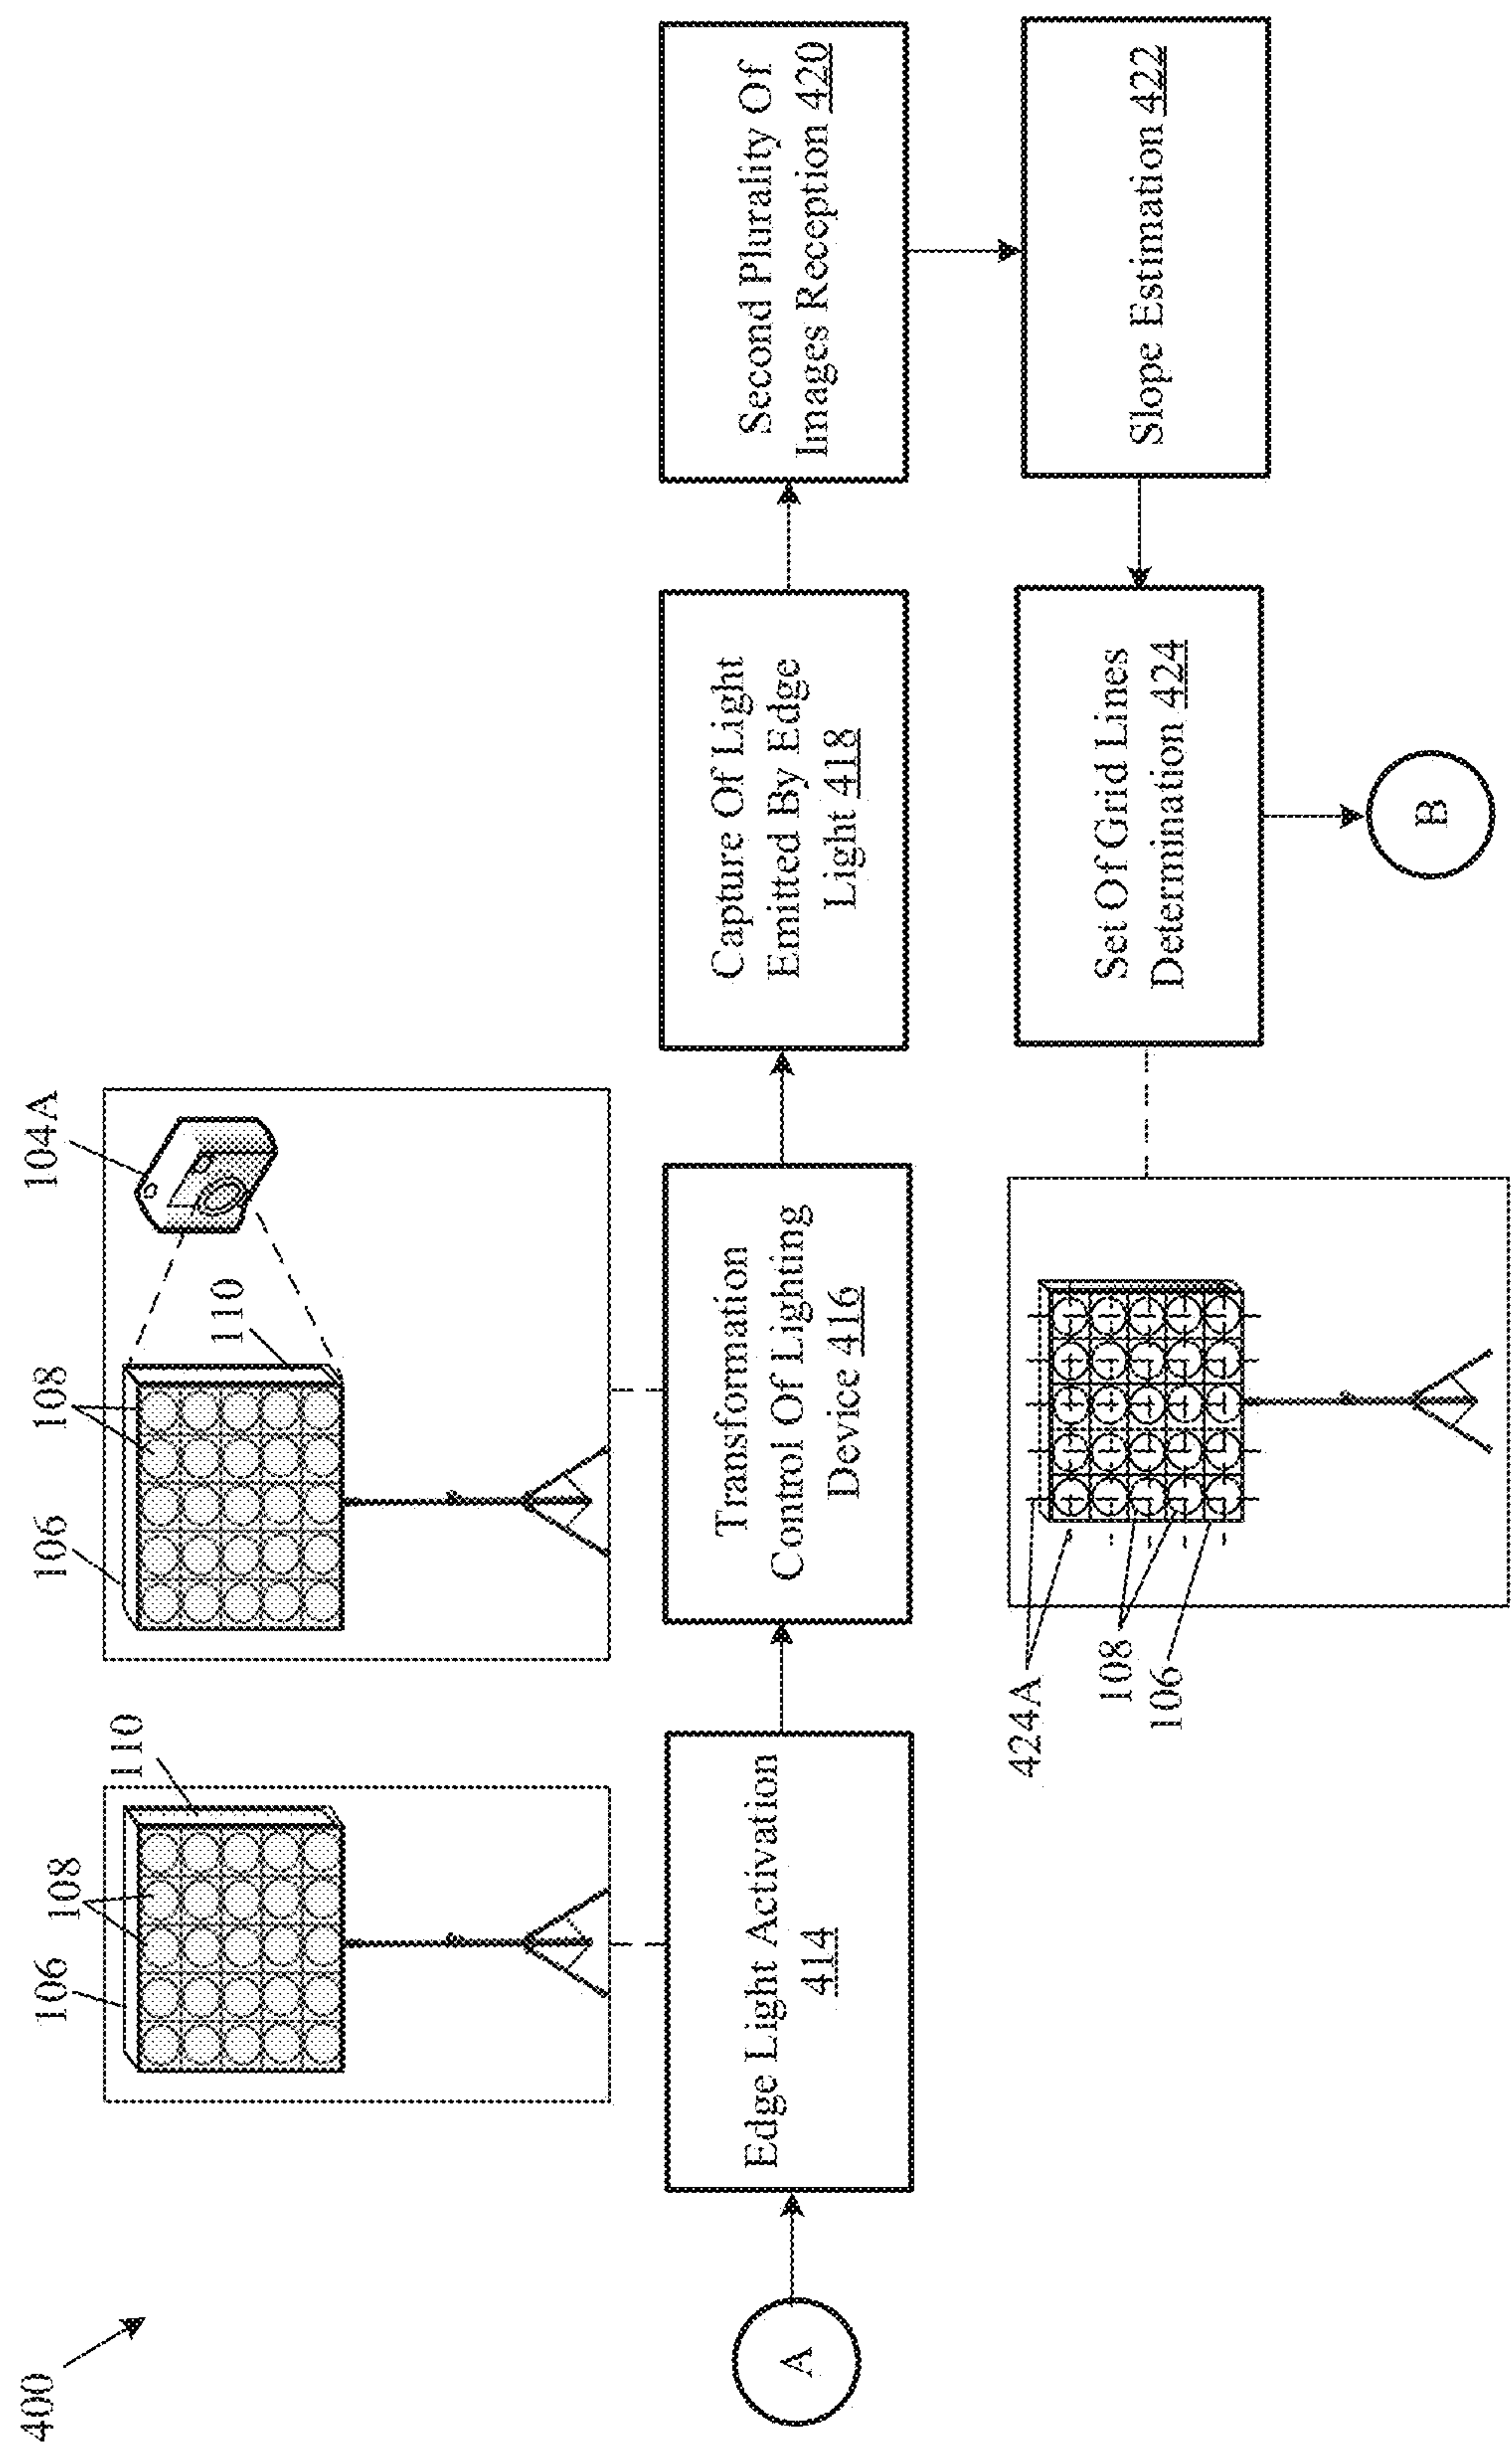 400
106
108
110
106
108
110
104A
A
Edge Light Activation
414
Transformation
Control Of Lighting
Device 416
Capture Of Light
Emitted By Edge
Light 418
Second Plurality Of
Images Reception 420
Slope Estimation 422
Set Of Grid Lines
Determination 424
424A
108
106
B